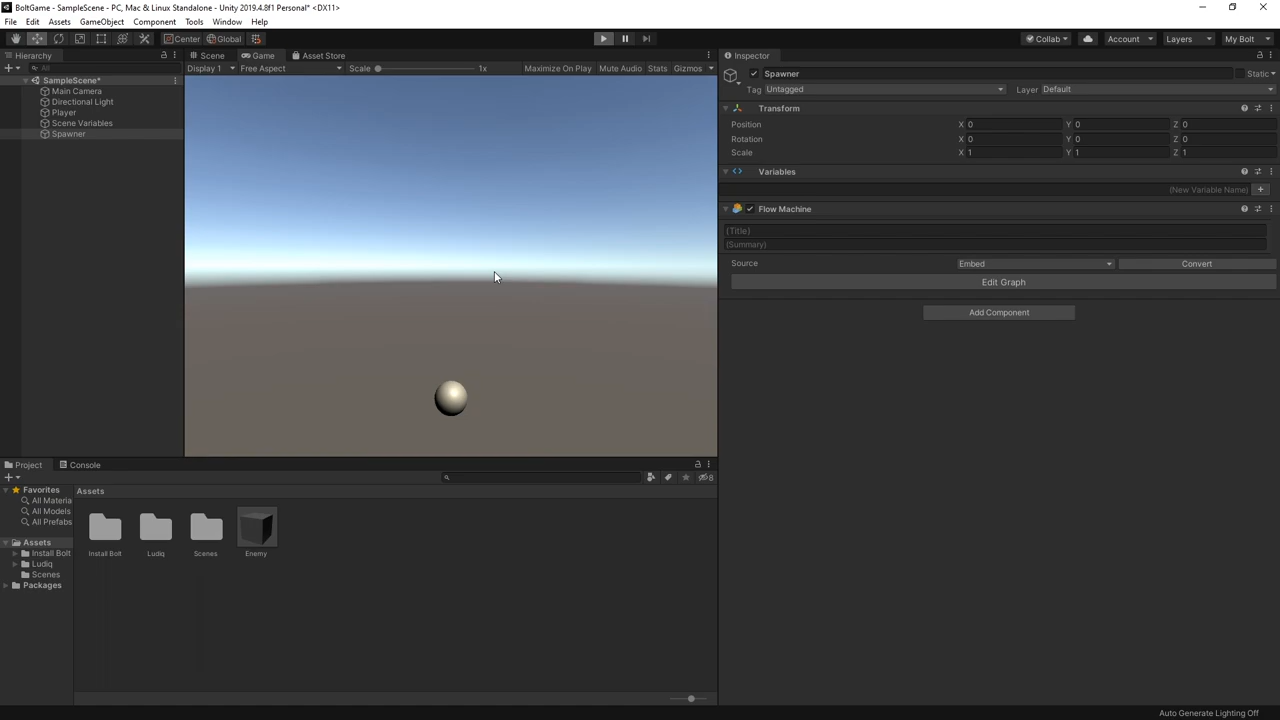 BoltGame - SampleScene - PC, Mac & Linux Standalone - Unity 2019.4.8f1 Personal* <DX11>
File Edit Assets GameObject Component Tools Window Help
Center Global Collab Account Layers My Bolt
Hierarchy Scene Game Asset Store Inspector
All Display 1 Free Aspect Scale 1x Maximize On Play Mute Audio Stats Gizmos
Spawner Static
SampleScene*
Tag Untagged Layer Default
Main Camera
Directional Light
Transform
Player
Scene Variables
Position X 0 Y 0 Z 0
Spawner
Rotation X 0 Y 0 Z 0
Scale X 1 Y 1 Z 1
Variables
(New Variable Name)
Flow Machine
(Title)
(Summary)
Source Embed Convert
Edit Graph
Add Component
Project Console
8
Favorites Assets
All Materia
All Models
All Prefabs
Assets
Install Bolt
Ludiq
Scenes
Packages
Install Bolt Ludiq Scenes Enemy
Auto Generate Lighting Off